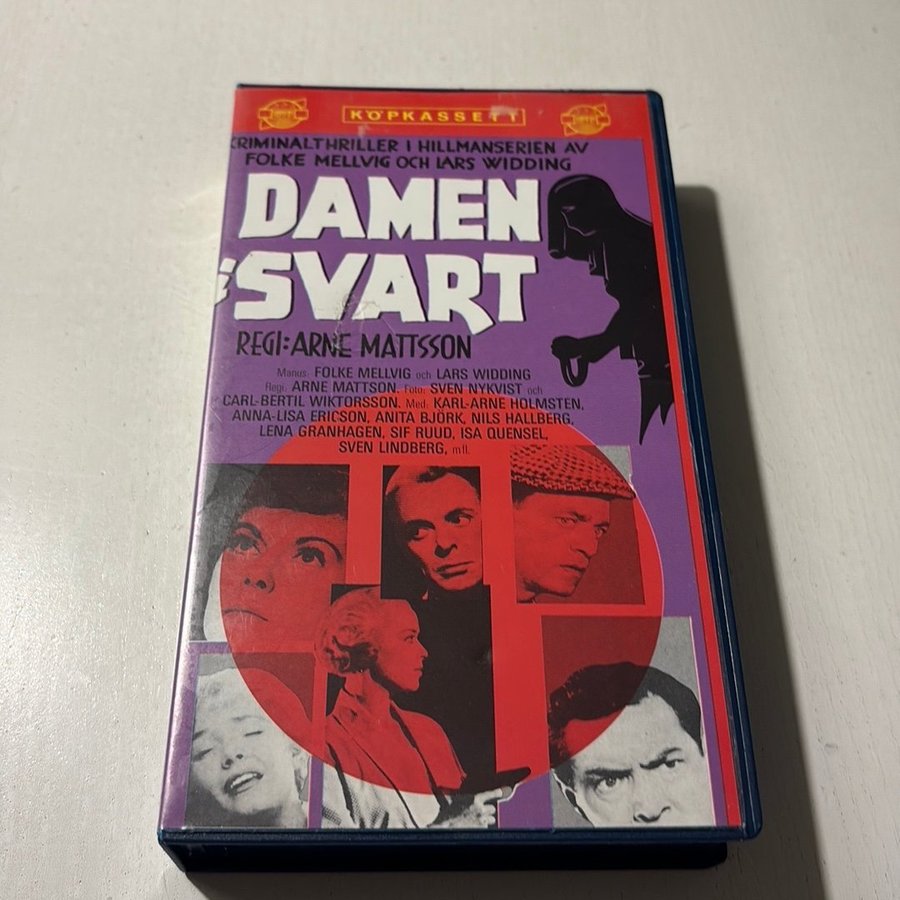 KÖPKASSETT
CRIMINALTHRILLER I HILLMANSERIEN AV
FOLKE MELLVIG OCH LARS WIDDING
DAMEN
i SVART
REGI: ARNE MATTSSON
Manus: FOLKE MELLVIG och LARS WIDDING
Regi: ARNE MATTSON. Foto: SVEN NYKVIST och
CARL-BERTIL WIKTORSSON. Med: KARL-ARNE HOLMSTEN,
ANNA-LISA ERICSON, ANITA BJÖRK, NILS HALLBERG,
LENA GRANHAGEN, SIF RUUD, ISA QUENSEL,
SVEN LINDBERG, m fl.